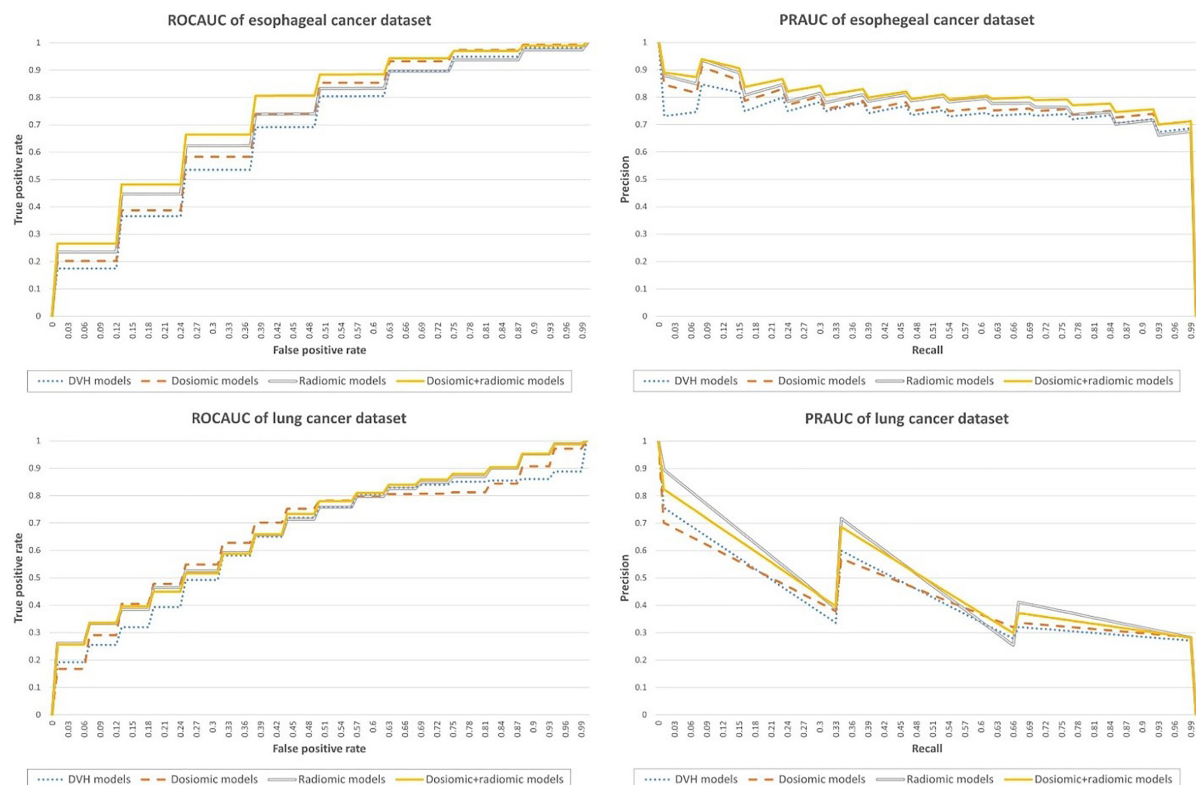 ROCAUC of esophageal cancer dataset
True positive rate
1
0.9
0.8
0.7
0.6
0.5
0.4
0.3
0.2
0.1
0
0 0.03 0.06 0.09 0.12 0.15 0.18 0.21 0.24 0.27 0.3 0.33 0.36 0.39 0.42 0.45 0.48 0.51 0.54 0.57 0.6 0.63 0.66 0.69 0.72 0.75 0.78 0.81 0.84 0.87 0.9 0.93 0.96 0.99
False positive rate
DVH models Dosiomic models Radiomic models Dosiomic+radiomic models
PRAUC of esophegeal cancer dataset
Precision
1
0.9
0.8
0.7
0.6
0.5
0.4
0.3
0.2
0.1
0
0 0.03 0.06 0.09 0.12 0.15 0.18 0.21 0.24 0.27 0.3 0.33 0.36 0.39 0.42 0.45 0.48 0.51 0.54 0.57 0.6 0.63 0.66 0.69 0.72 0.75 0.78 0.81 0.84 0.87 0.9 0.93 0.96 0.99
Recall
DVH models Dosiomic models Radiomic models Dosiomic+radiomic models
ROCAUC of lung cancer dataset
True positive rate
1
0.9
0.8
0.7
0.6
0.5
0.4
0.3
0.2
0.1
0
0 0.03 0.06 0.09 0.12 0.15 0.18 0.21 0.24 0.27 0.3 0.33 0.36 0.39 0.42 0.45 0.48 0.51 0.54 0.57 0.6 0.63 0.66 0.69 0.72 0.75 0.78 0.81 0.84 0.87 0.9 0.93 0.96 0.99
False positive rate
DVH models Dosiomic models Radiomic models Dosiomic+radiomic models
PRAUC of lung cancer dataset
Precision
1
0.9
0.8
0.7
0.6
0.5
0.4
0.3
0.2
0.1
0
0 0.03 0.06 0.09 0.12 0.15 0.18 0.21 0.24 0.27 0.3 0.33 0.36 0.39 0.42 0.45 0.48 0.51 0.54 0.57 0.6 0.63 0.66 0.69 0.72 0.75 0.78 0.81 0.84 0.87 0.9 0.93 0.96 0.99
Recall
DVH models Dosiomic models Radiomic models Dosiomic+radiomic models